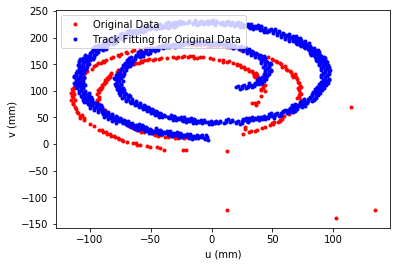 250
200
150
100
50
0
−50
−100
−150
v (mm)
Original Data
Track Fitting for Original Data
−100 −50 0 50 100
u (mm)